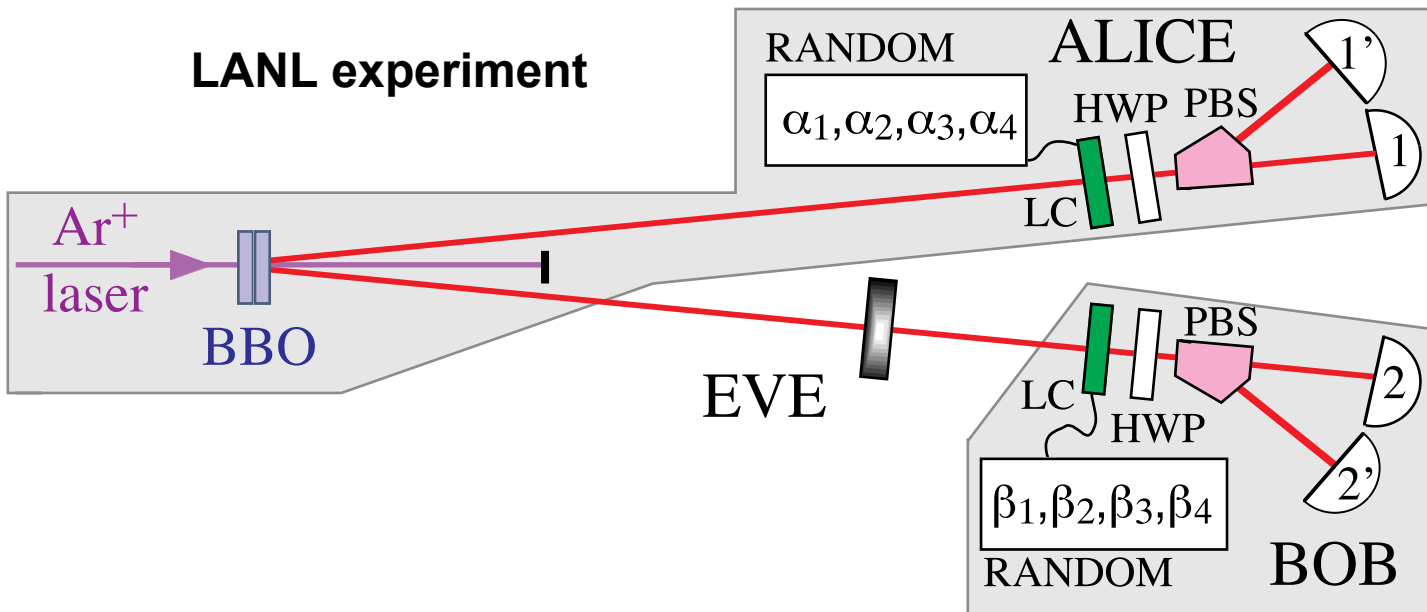 LANL experiment
RANDOM
ALICE
α1,α2,α3,α4
HWP
PBS
1'
1
LC
Ar+
laser
BBO
EVE
LC
HWP
PBS
2
2'
β1,β2,β3,β4
RANDOM
BOB